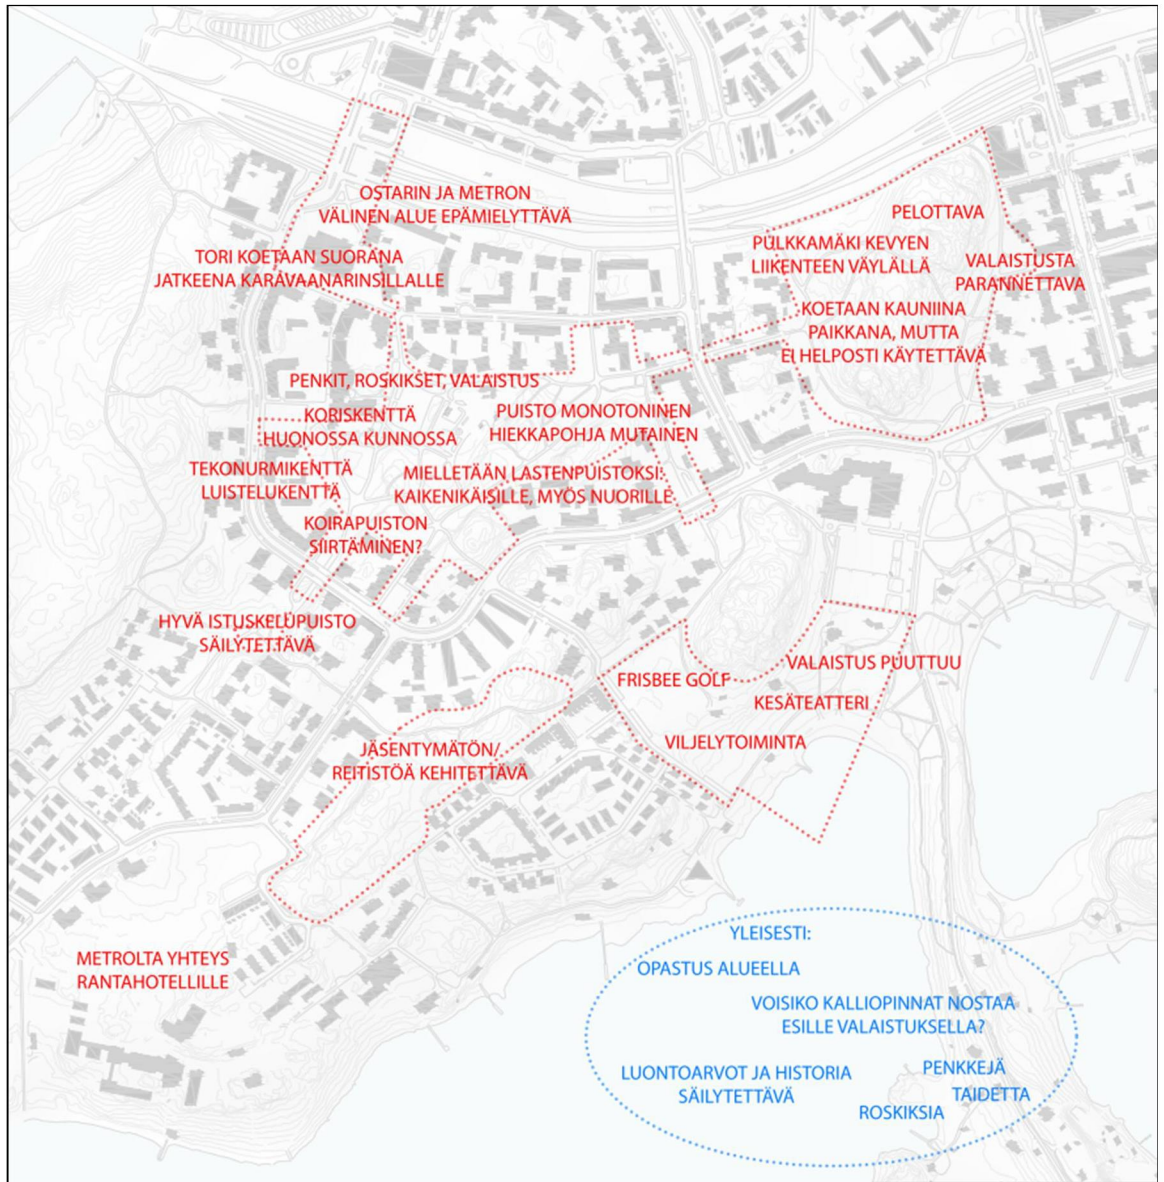 OSTARIN JA METRON
VÄLINEN ALUE EPÄMIELYTTÄVÄ
PELOTTAVA
PULKKAMÄKI KEVYEN
LIIKENTEEN VÄYLÄLLÄ
VALAISTUSTA
PARANNETTAVA
TORI KOETAAN SUORANA
JATKEENA KARAVAANARINSILLALLE
KOETAAN KAUNIINA
PAIKKANA, MUTTA
EI HELPOSTI KÄYTETTÄVÄ
PENKIT, ROSKIKSET, VALAISTUS
KORISKENTTÄ
HUONOSSA KUNNOSSA
PUISTO MONOTONINEN
HIEKKAPOHJA MUTAINEN
TEKONURMIKENTTÄ
LUISTELUKENTTÄ
MIELLETÄÄN LASTENPUISTOKSI:
KAIKENIKÄISILLE, MYÖS NUORILLE
KOIRAPUISTON
SIIRTÄMINEN?
HYVÄ ISTUSKELUPUISTO
SÄILYTETTÄVÄ
VALAISTUS PUUTTUU
FRISBEE GOLF
KESÄTEATTERI
VILJELYTOIMINTA
JÄSENTYMÄTÖN/
REITISTÖÄ KEHITETTÄVÄ
METROLTA YHTEYS
RANTAHOTELLILLE
YLEISESTI:
OPASTUS ALUEELLA
VOISIKO KALLIOPINNAT NOSTAA
ESILLE VALAISTUKSELLA?
LUONTOARVOT JA HISTORIA
SÄILYTETTÄVÄ
PENKKEJÄ
TAIDETTA
ROSKIKSIA